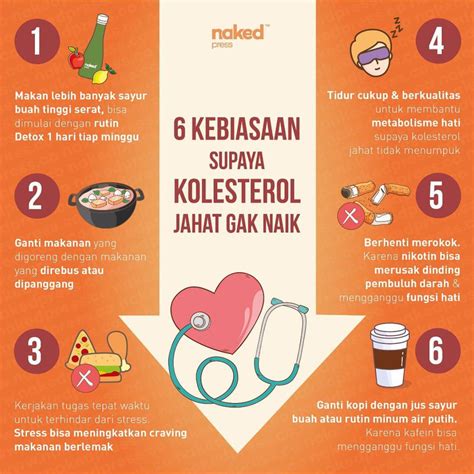 naked™
press
6 KEBIASAAN
SUPAYA
KOLESTEROL
JAHAT GAK NAIK
1
Makan lebih banyak sayur
buah tinggi serat, bisa
dimulai dengan rutin
Detox 1 hari tiap minggu
2
Ganti makanan yang
digoreng dengan makanan
yang direbus atau
dipanggang
3
Kerjakan tugas tepat waktu
untuk terhindar dari stress.
Stress bisa meningkatkan craving
makanan berlemak
4
z z z
Tidur cukup & berkualitas
untuk membantu
metabolisme hati
supaya kolesterol
jahat tidak menumpuk
5
Berhenti merokok.
Karena nikotin bisa
merusak dinding
pembuluh darah &
mengganggu fungsi hati
6
Ganti kopi dengan jus sayur
buah atau rutin minum air putih.
Karena kafein bisa
mengganggu fungsi hati.